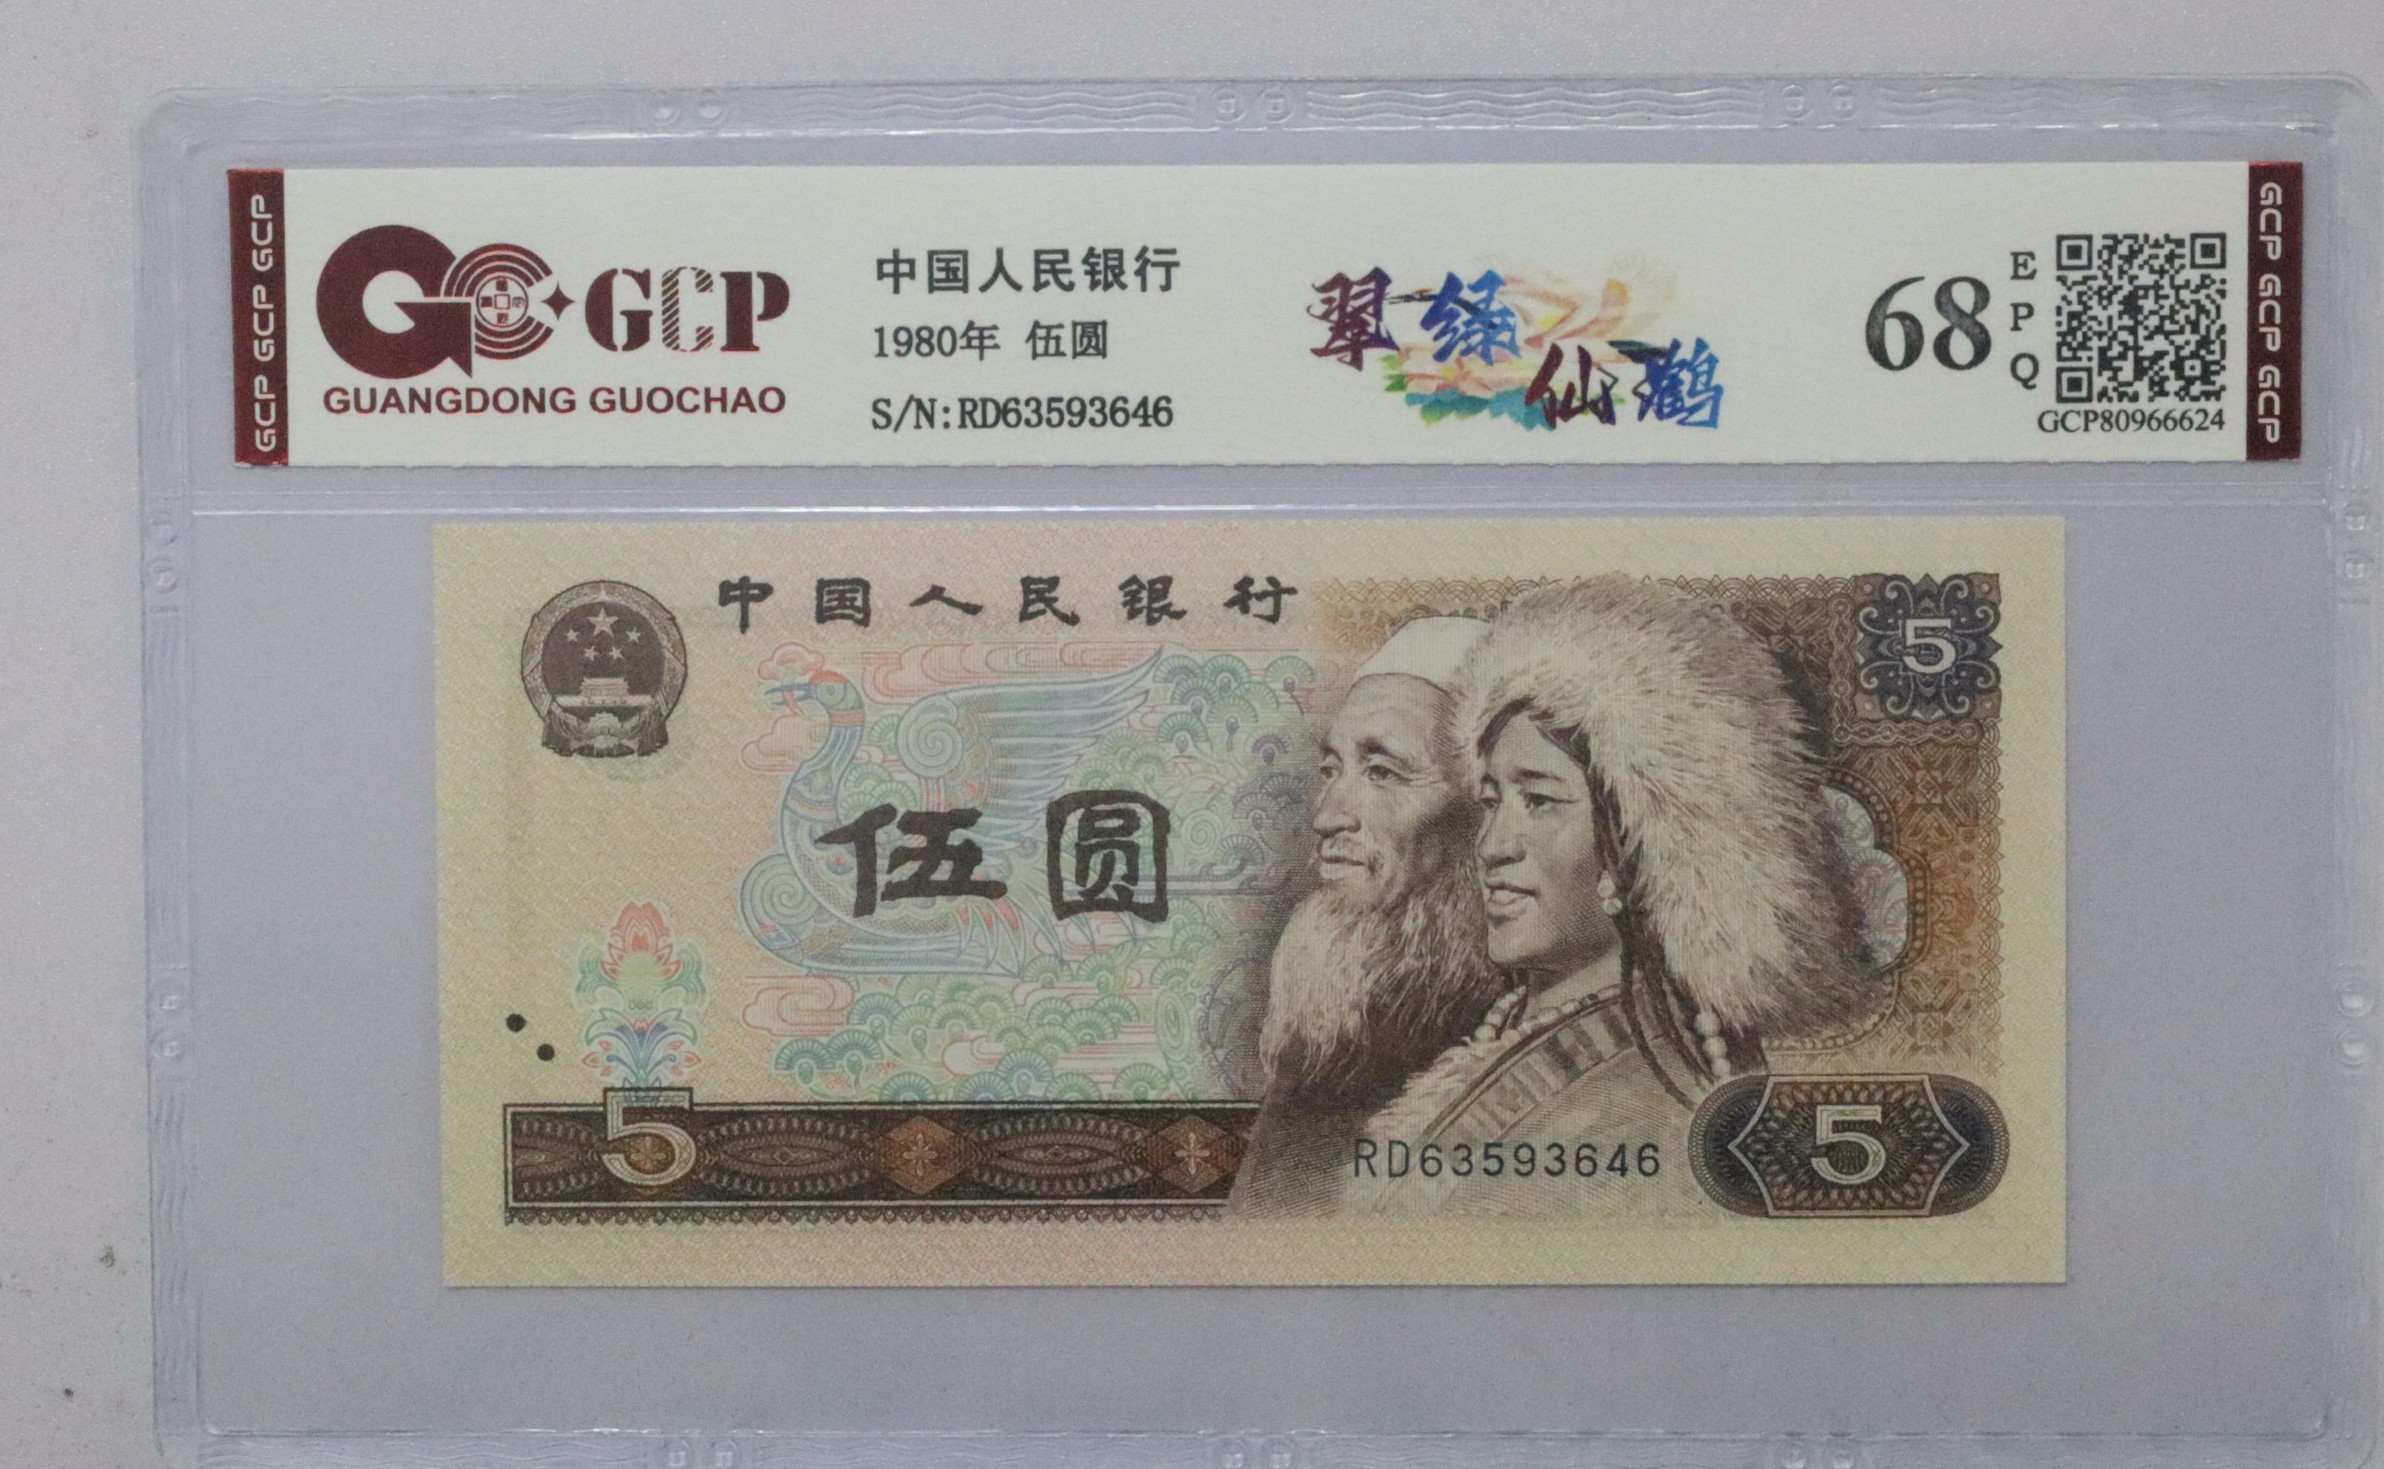 GCP GCP GCP
GCP
GUANGDONG GUOCHAO
中国人民银行
1980年 伍圆
S/N:RD63593646
翠绿
仙鹤
68
EPQ
GCP80966624
GCP GCP GCP
中国人民银行
5
伍圆
5
RD63593646
5